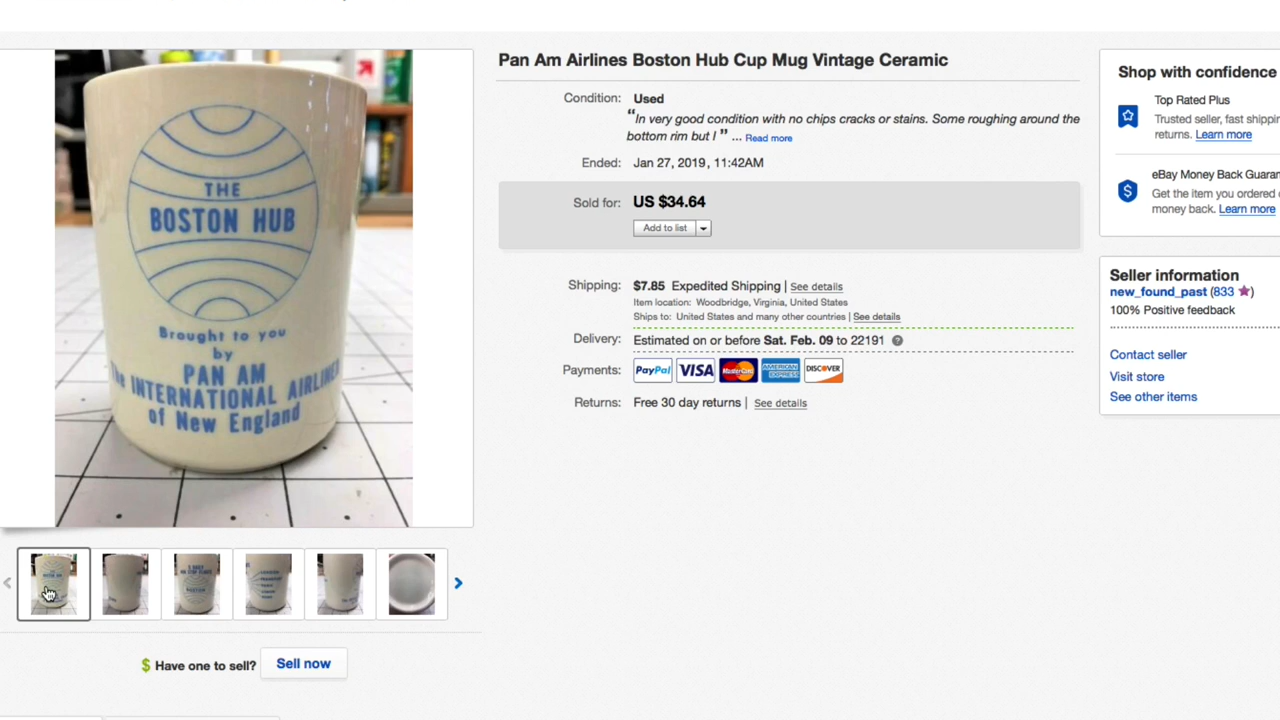 THE
BOSTON HUB
Brought to you
by
PAN AM
The INTERNATIONAL AIRLINES
of New England
Pan Am Airlines Boston Hub Cup Mug Vintage Ceramic
Condition: Used
“In very good condition with no chips cracks or stains. Some roughing around the
bottom rim but I ” ... Read more
Ended: Jan 27, 2019, 11:42AM
Sold for: US $34.64
Add to list
Shipping: $7.85 Expedited Shipping | See details
Item location: Woodbridge, Virginia, United States
Ships to: United States and many other countries | See details
Delivery: Estimated on or before Sat. Feb. 09 to 22191 ?
Payments: PayPal VISA MasterCard AMERICAN EXPRESS DISCOVER
Returns: Free 30 day returns | See details
Shop with confidence
Top Rated Plus
Trusted seller, fast shippin
returns. Learn more
$
eBay Money Back Guaran
Get the item you ordered o
money back. Learn more
Seller information
new_found_past (833 ★)
100% Positive feedback
Contact seller
Visit store
See other items
$ Have one to sell? Sell now